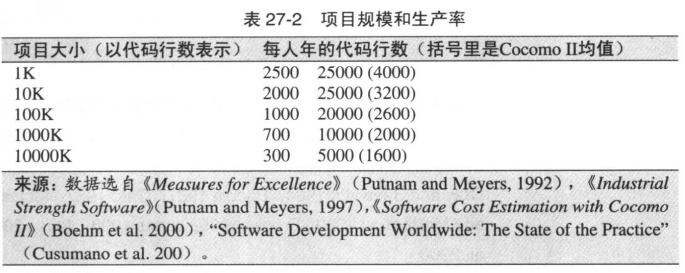 表 27-2 项目规模和生产率
项目大小（以代码行数表示） 每人年的代码行数（括号里是Cocomo II均值）
1K 2500 25000 (4000)
10K 2000 25000 (3200)
100K 1000 20000 (2600)
1000K 700 10000 (2000)
10000K 300 5000 (1600)
来源：数据选自《Measures for Excellence》（Putnam and Meyers, 1992），《Industrial
Strength Software》(Putnam and Meyers, 1997),《Software Cost Estimation with Cocomo
II》（Boehm et al. 2000），“Software Development Worldwide: The State of the Practice”
（Cusumano et al. 200）。